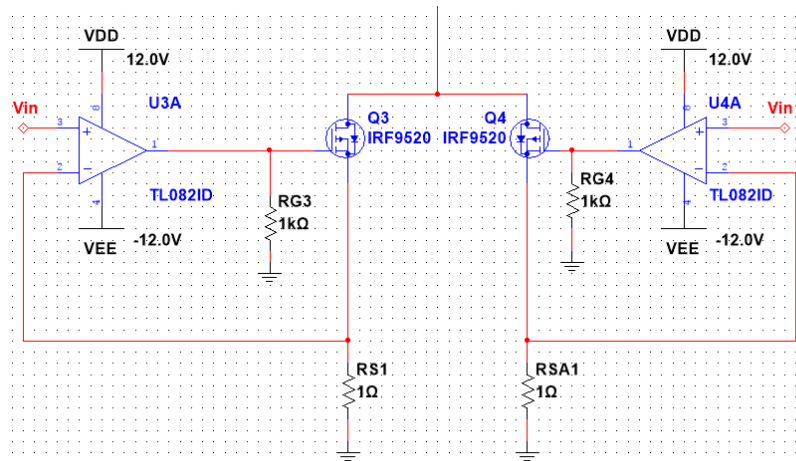 VDD
12.0V
Vin
3
8
U3A
+
1
2
−
TL082ID
4
VEE
-12.0V
RG3
1kΩ
Q3
IRF9520
Q4
IRF9520
RG4
1kΩ
VDD
12.0V
U4A
Vin
8
3
+
1
2
−
TL082ID
4
VEE
-12.0V
RS1
1Ω
RSA1
1Ω